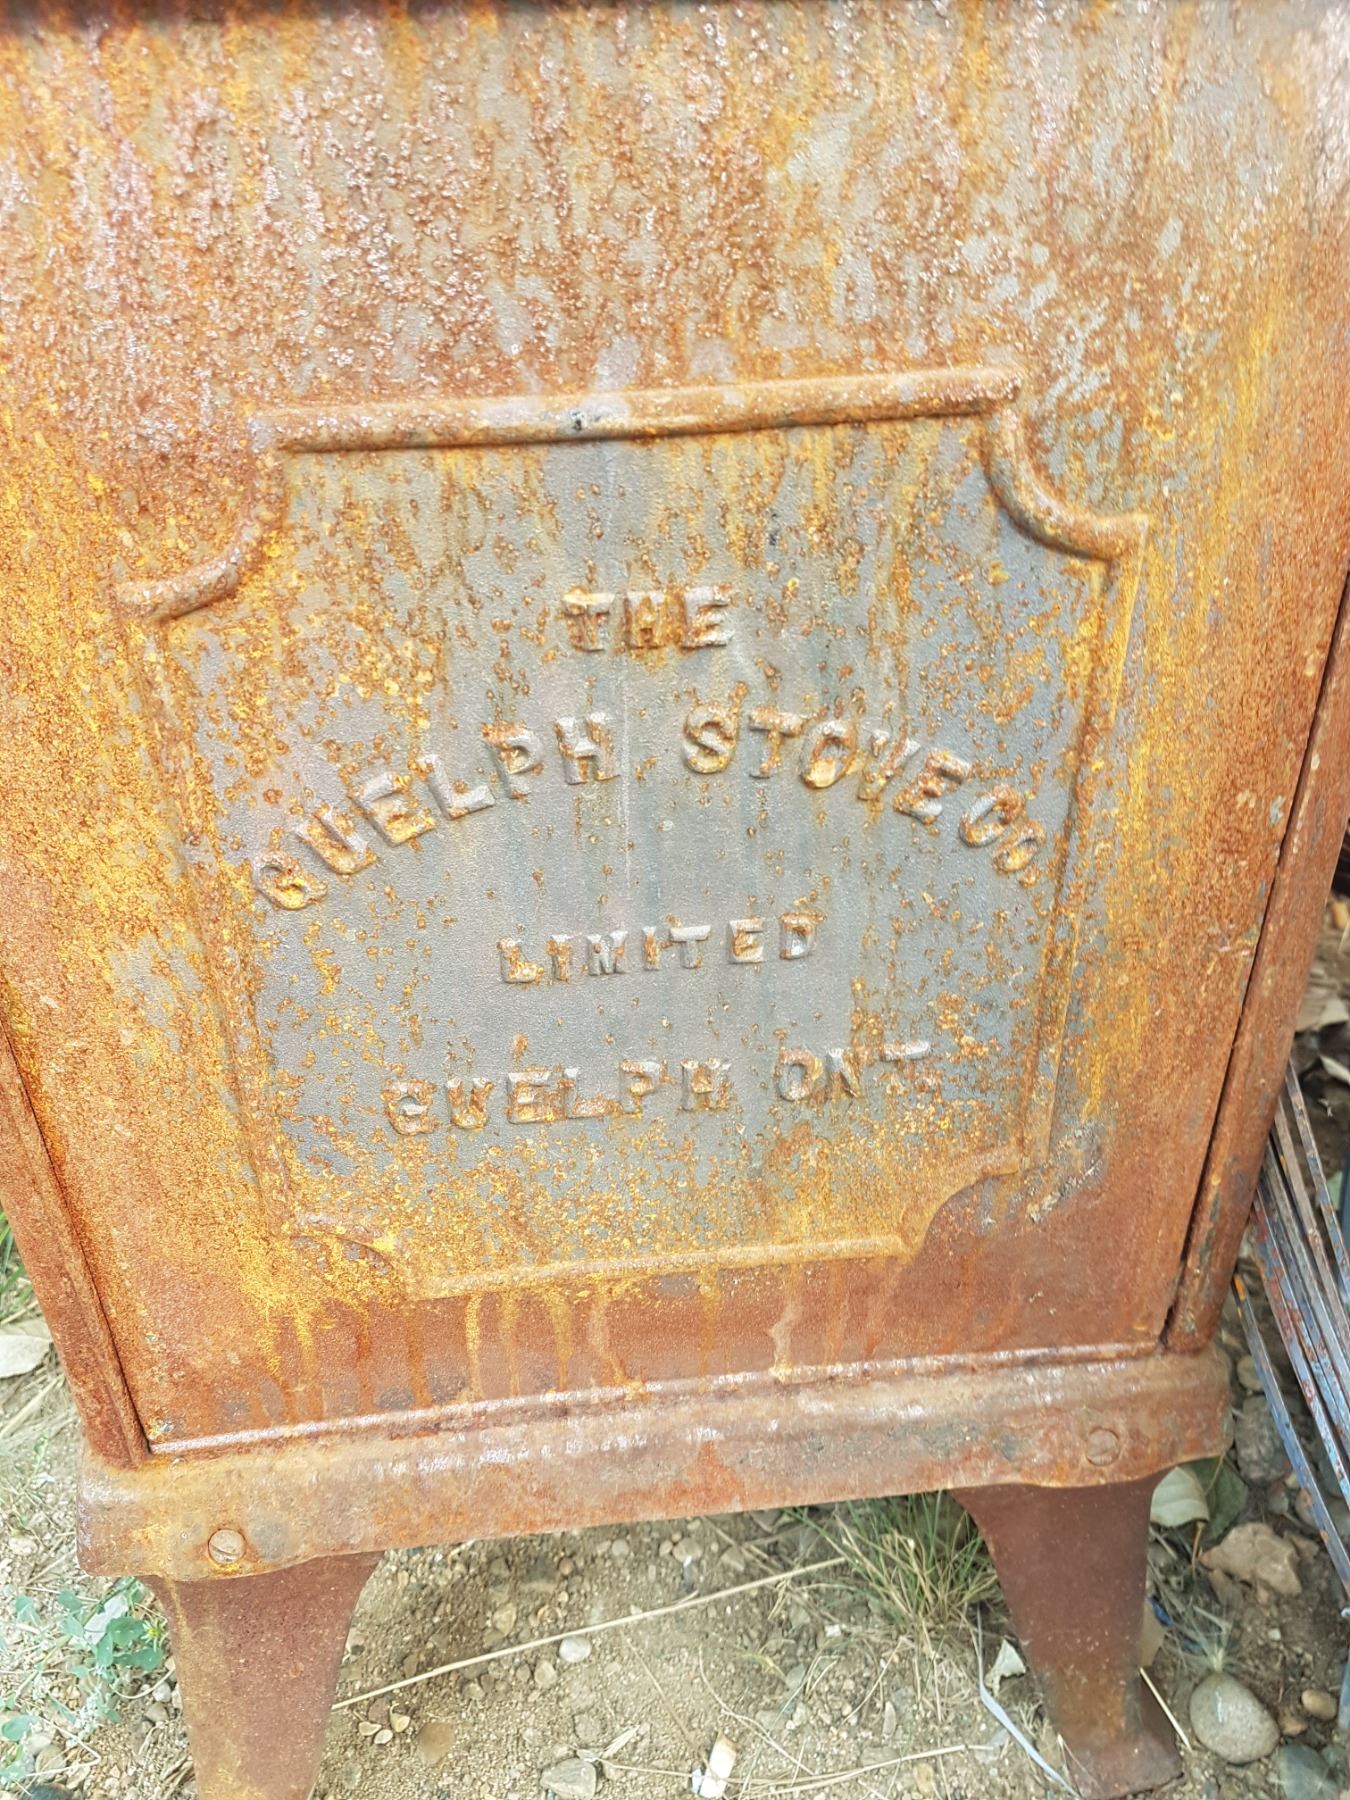 THE
GUELPH STOVE CO.
LIMITED
GUELPH ONT.